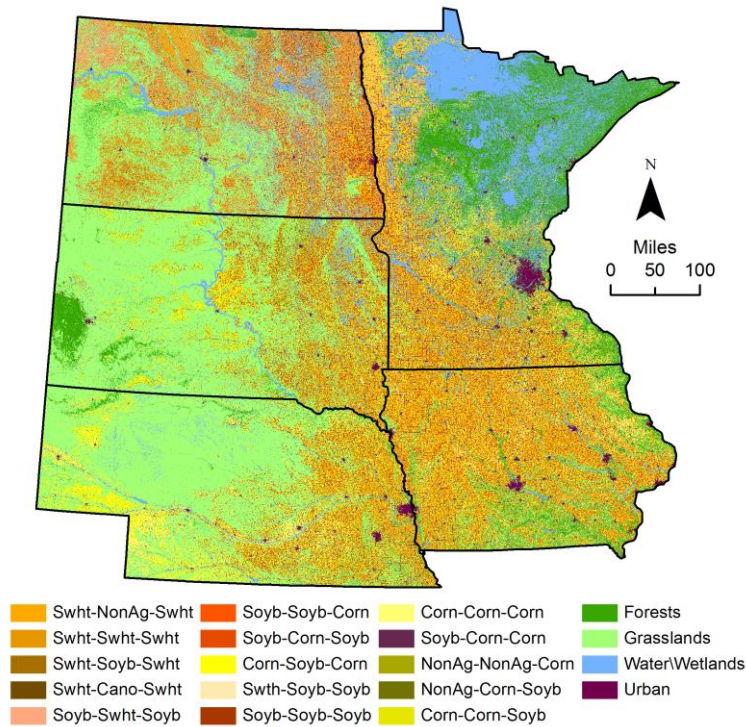 N
Miles
0 50 100
Swht-NonAg-Swht Soyb-Soyb-Corn Corn-Corn-Corn Forests
Swht-Swht-Swht Soyb-Corn-Soyb Soyb-Corn-Corn Grasslands
Swht-Soyb-Swht Corn-Soyb-Corn NonAg-NonAg-Corn Water\Wetlands
Swht-Cano-Swht Swth-Soyb-Soyb NonAg-Corn-Soyb Urban
Soyb-Swht-Soyb Soyb-Soyb-Soyb Corn-Corn-Soyb